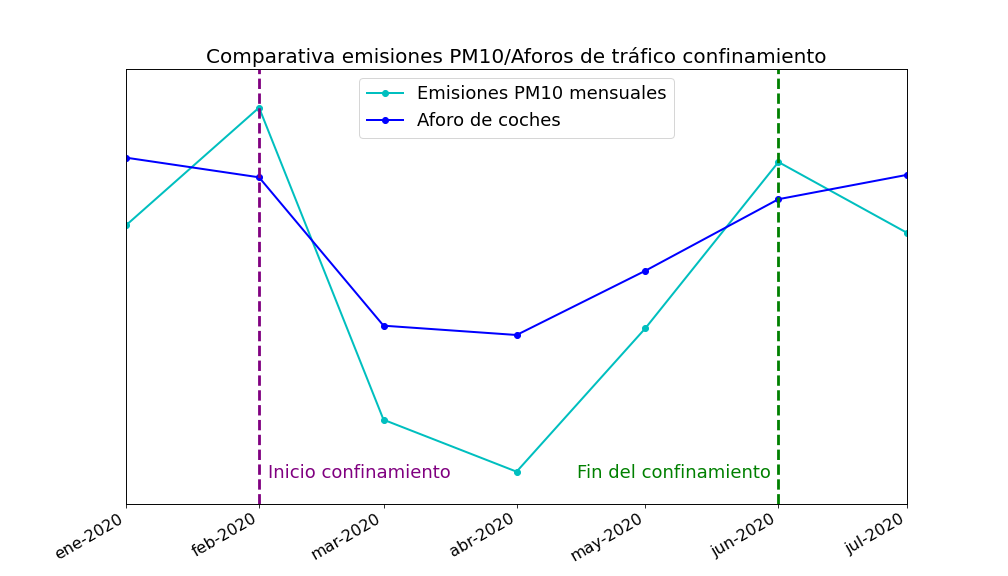 Comparativa emisiones PM10/Aforos de tráfico confinamiento
Emisiones PM10 mensuales
Aforo de coches
Inicio confinamiento
Fin del confinamiento
ene-2020
feb-2020
mar-2020
abr-2020
may-2020
jun-2020
jul-2020